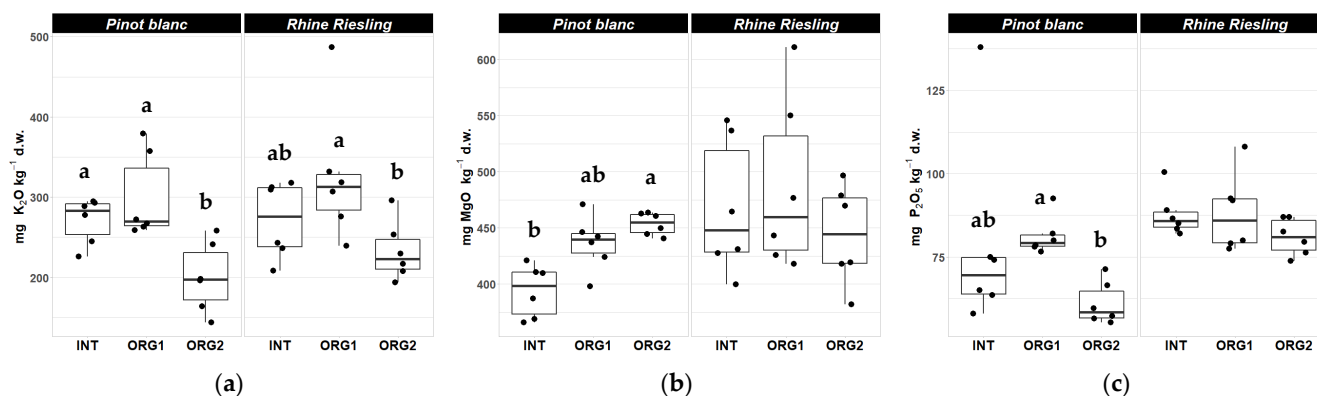 Pinot blanc Rhine Riesling
mg K₂O kg⁻¹ d.w.
500
400
300
200
a a b ab a b
INT ORG1 ORG2 INT ORG1 ORG2
(a)
Pinot blanc Rhine Riesling
mg MgO kg⁻¹ d.w.
600
550
500
450
400
b ab a
INT ORG1 ORG2 INT ORG1 ORG2
(b)
Pinot blanc Rhine Riesling
mg P₂O₅ kg⁻¹ d.w.
125
100
75
ab a b
INT ORG1 ORG2 INT ORG1 ORG2
(c)